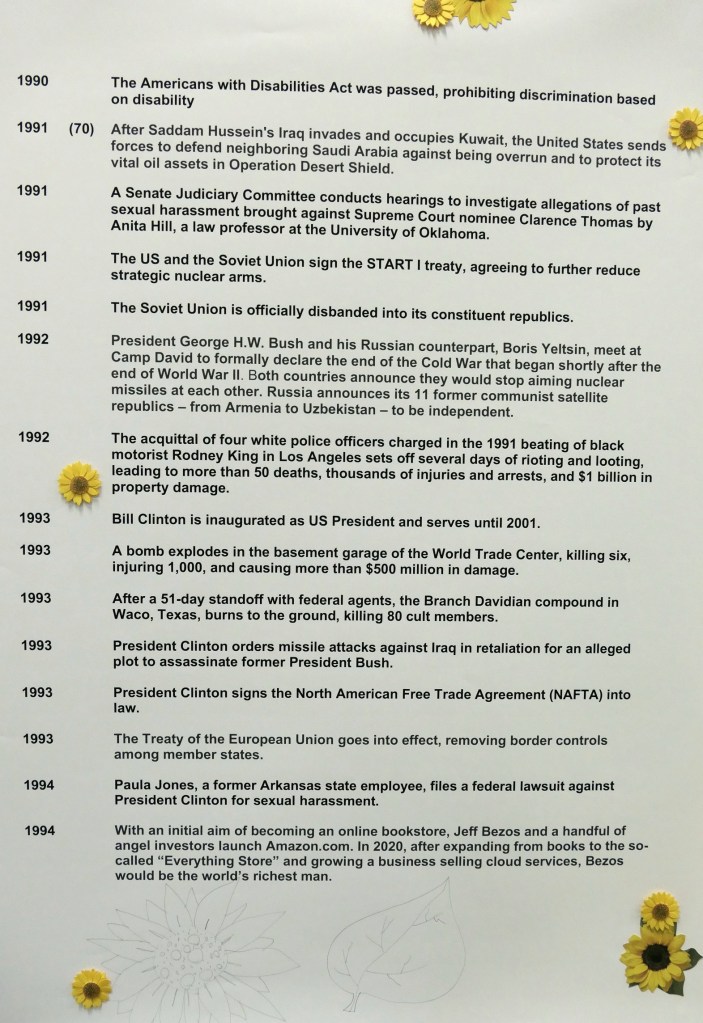 1990 The Americans with Disabilities Act was passed, prohibiting discrimination based
on disability
1991 (70) After Saddam Hussein's Iraq invades and occupies Kuwait, the United States sends
forces to defend neighboring Saudi Arabia against being overrun and to protect its
vital oil assets in Operation Desert Shield.
1991 A Senate Judiciary Committee conducts hearings to investigate allegations of past
sexual harassment brought against Supreme Court nominee Clarence Thomas by
Anita Hill, a law professor at the University of Oklahoma.
1991 The US and the Soviet Union sign the START I treaty, agreeing to further reduce
strategic nuclear arms.
1991 The Soviet Union is officially disbanded into its constituent republics.
1992 President George H.W. Bush and his Russian counterpart, Boris Yeltsin, meet at
Camp David to formally declare the end of the Cold War that began shortly after the
end of World War II. Both countries announce they would stop aiming nuclear
missiles at each other. Russia announces its 11 former communist satellite
republics – from Armenia to Uzbekistan – to be independent.
1992 The acquittal of four white police officers charged in the 1991 beating of black
motorist Rodney King in Los Angeles sets off several days of rioting and looting,
leading to more than 50 deaths, thousands of injuries and arrests, and $1 billion in
property damage.
1993 Bill Clinton is inaugurated as US President and serves until 2001.
1993 A bomb explodes in the basement garage of the World Trade Center, killing six,
injuring 1,000, and causing more than $500 million in damage.
1993 After a 51-day standoff with federal agents, the Branch Davidian compound in
Waco, Texas, burns to the ground, killing 80 cult members.
1993 President Clinton orders missile attacks against Iraq in retaliation for an alleged
plot to assassinate former President Bush.
1993 President Clinton signs the North American Free Trade Agreement (NAFTA) into
law.
1993 The Treaty of the European Union goes into effect, removing border controls
among member states.
1994 Paula Jones, a former Arkansas state employee, files a federal lawsuit against
President Clinton for sexual harassment.
1994 With an initial aim of becoming an online bookstore, Jeff Bezos and a handful of
angel investors launch Amazon.com. In 2020, after expanding from books to the so-
called “Everything Store” and growing a business selling cloud services, Bezos
would be the world’s richest man.